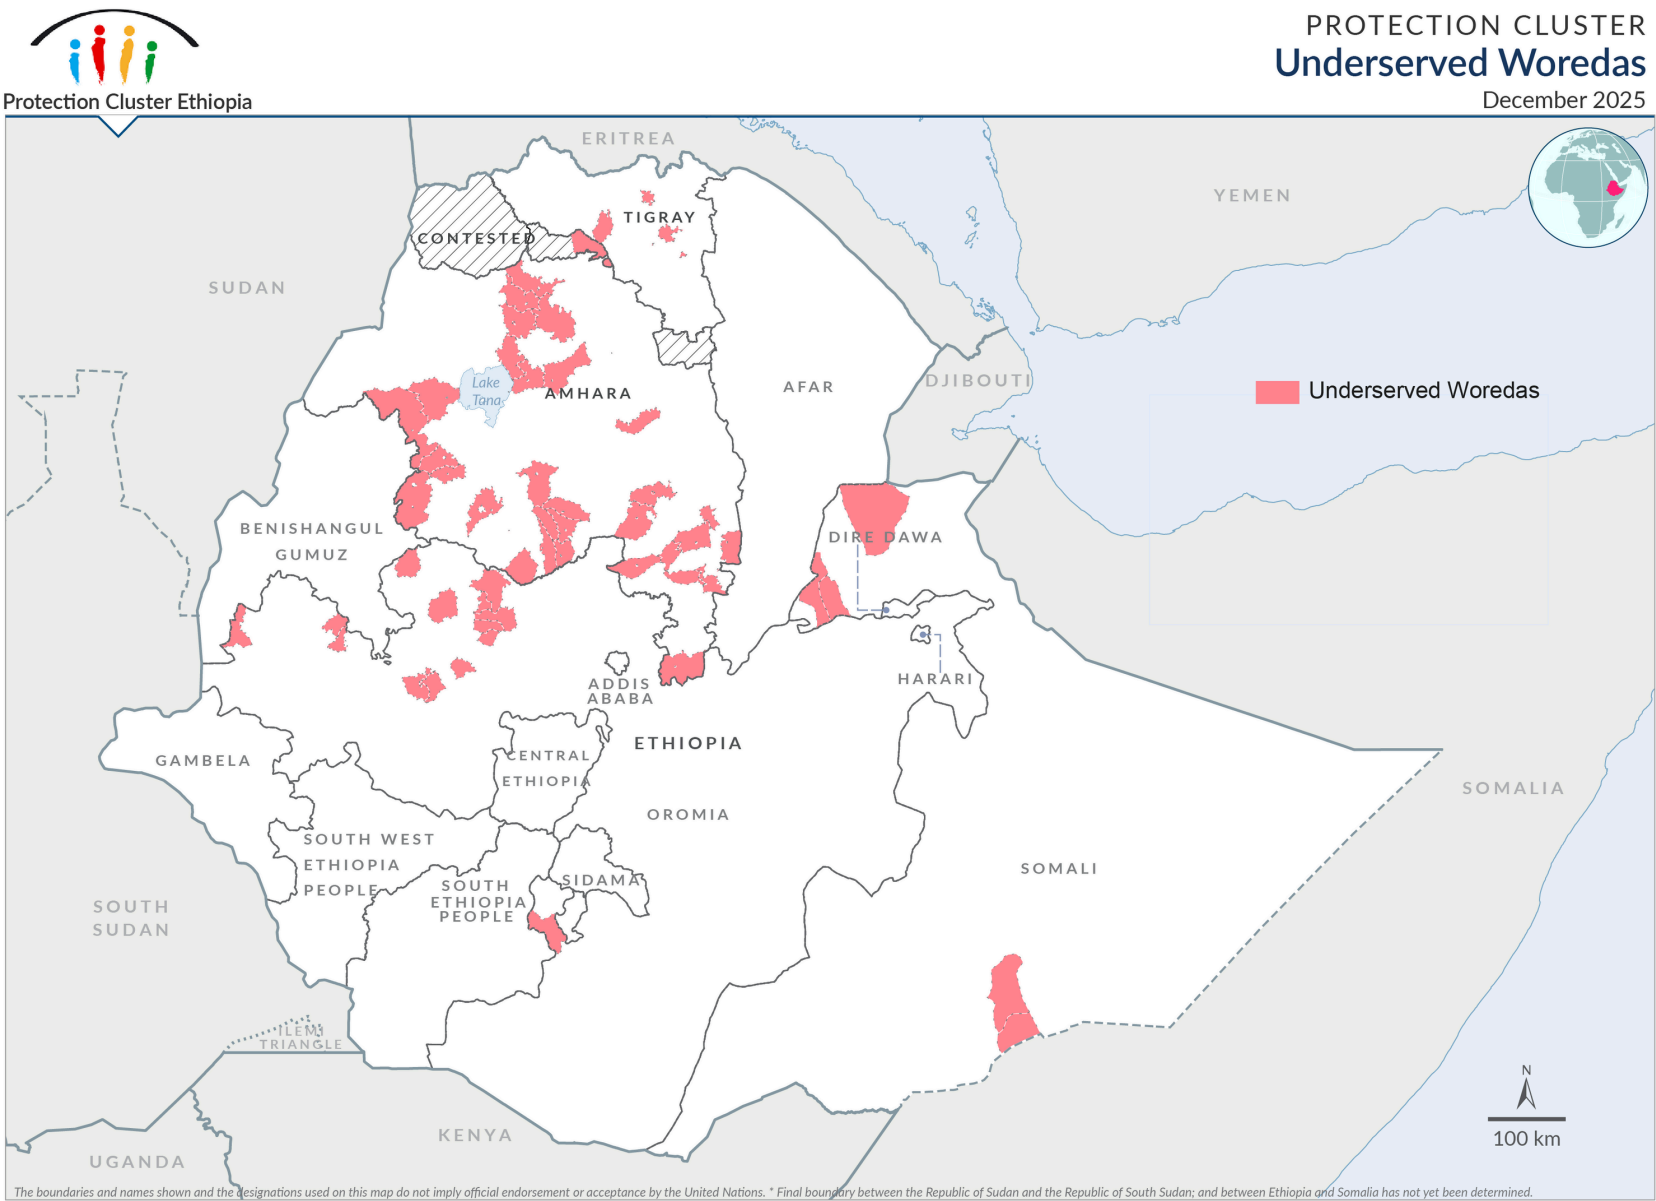 PROTECTION CLUSTER
Underserved Woredas
December 2025
Protection Cluster Ethiopia
ERITREA
YEMEN
TIGRAY
CONTESTED
SUDAN
Lake
Tana
AMHARA
AFAR
DJIBOUTI
Underserved Woredas
BENISHANGUL
GUMUZ
DIRE DAWA
ADDIS
ABABA
HARARI
ETHIOPIA
GAMBELA
CENTRAL
ETHIOPIA
SOMALIA
OROMIA
SOUTH WEST
ETHIOPIA
PEOPLE
SOMALI
SIDAMA
SOUTH
ETHIOPIA
PEOPLE
SOUTH
SUDAN
ILEMI
TRIANGLE
N
100 km
KENYA
UGANDA
The boundaries and names shown and the designations used on this map do not imply official endorsement or acceptance by the United Nations. * Final boundary between the Republic of Sudan and the Republic of South Sudan; and between Ethiopia and Somalia has not yet been determined.